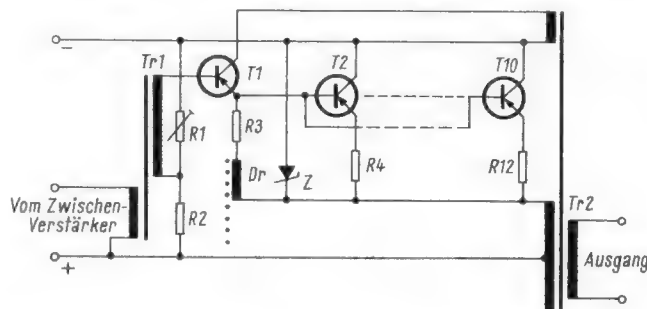 −
Tr1
T1
T2
T10
R1
R3
Dr
Z
R4
R12
Vom Zwischen-
Verstärker
R2
Tr2
Ausgang
+